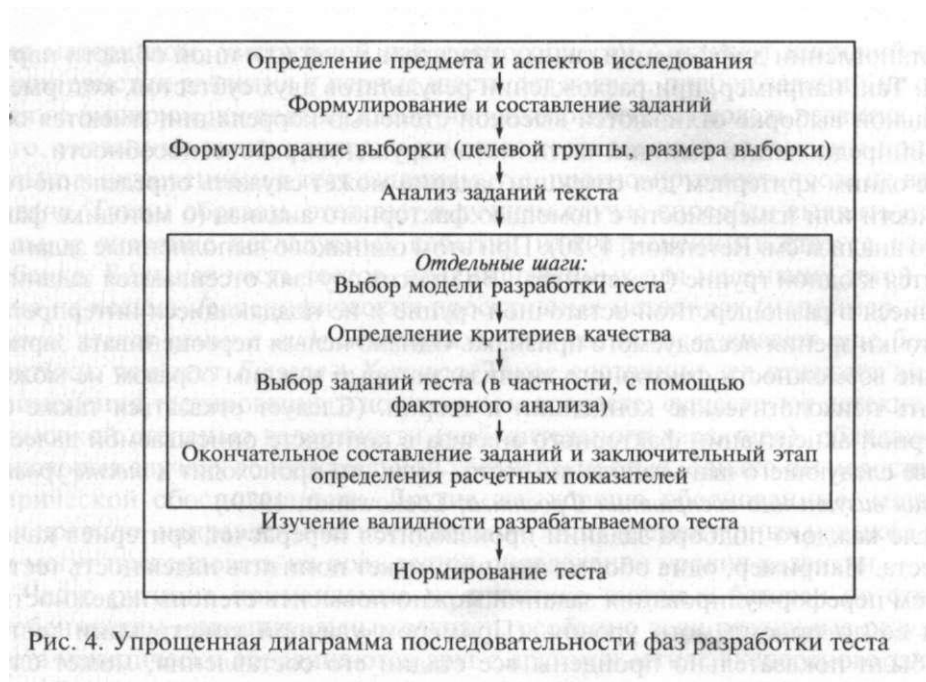 Определение предмета и аспектов исследования
Формулирование и составление заданий
Формулирование выборки (целевой группы, размера выборки)
Анализ заданий текста
Отдельные шаги:
Выбор модели разработки теста
Определение критериев качества
Выбор заданий теста (в частности, с помощью
факторного анализа)
Окончательное составление заданий и заключительный этап
определения расчетных показателей
Изучение валидности разрабатываемого теста
Нормирование теста
Рис. 4. Упрощенная диаграмма последовательности фаз разработки теста